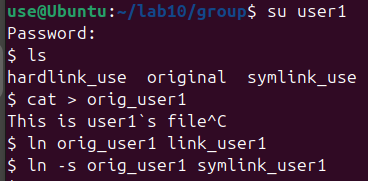 use@Ubuntu:~/lab10/group$ su user1
Password:
$ ls
hardlink_use  original  symlink_use
$ cat > orig_user1
This is user1`s file^C
$ ln orig_user1 link_user1
$ ln -s orig_user1 symlink_user1